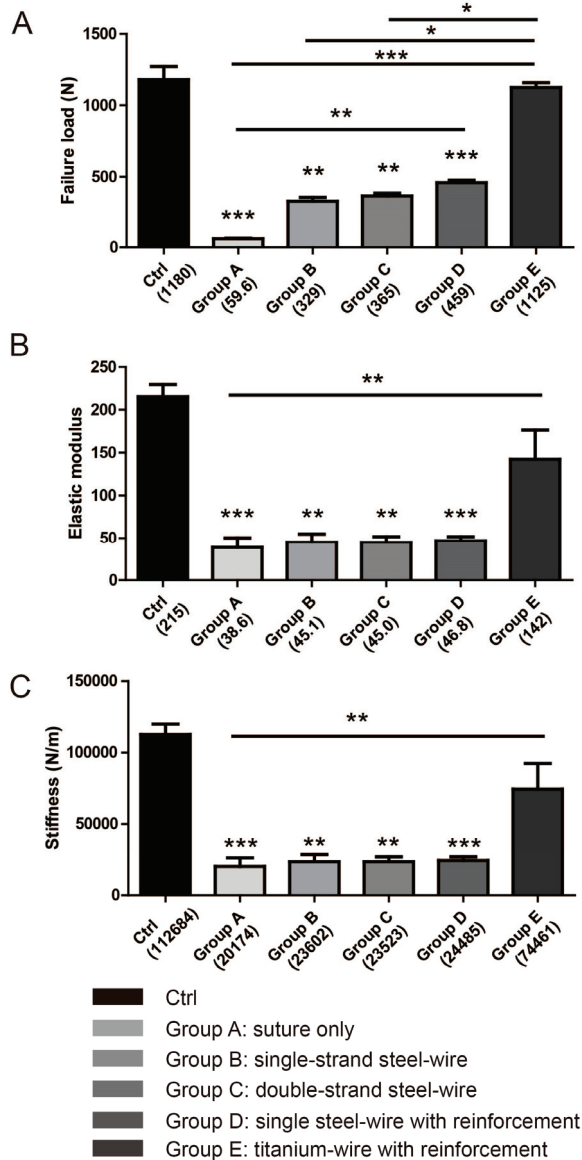 A
*
*
***
**
***
**
**
***
1500
1000
500
0
Failure load (N)
Ctrl
(1180)
Group A
(59.6)
Group B
(329)
Group C
(365)
Group D
(459)
Group E
(1125)
B
**
***
**
**
***
250
200
150
100
50
0
Elastic modulus
Ctrl
(215)
Group A
(38.6)
Group B
(45.1)
Group C
(45.0)
Group D
(46.8)
Group E
(142)
C
**
***
**
**
***
150000
100000
50000
0
Stiffness (N/m)
Ctrl
(112684)
Group A
(20174)
Group B
(23602)
Group C
(23523)
Group D
(24485)
Group E
(74461)
Ctrl
Group A: suture only
Group B: single-strand steel-wire
Group C: double-strand steel-wire
Group D: single steel-wire with reinforcement
Group E: titanium-wire with reinforcement